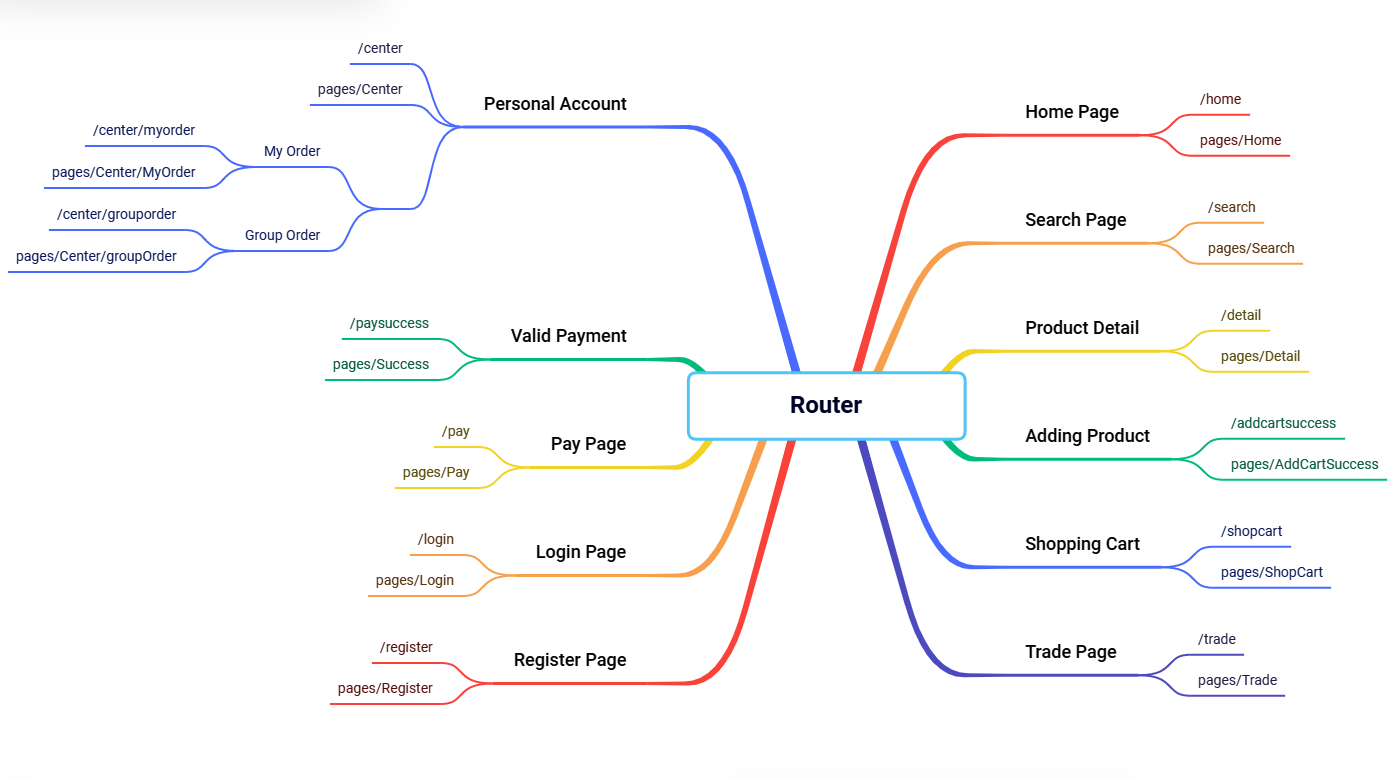 Router
Home Page
/home
pages/Home
Search Page
/search
pages/Search
Product Detail
/detail
pages/Detail
Adding Product
/addcartsuccess
pages/AddCartSuccess
Shopping Cart
/shopcart
pages/ShopCart
Trade Page
/trade
pages/Trade
Personal Account
/center
pages/Center
My Order
/center/myorder
pages/Center/MyOrder
Group Order
/center/grouporder
pages/Center/groupOrder
Valid Payment
/paysuccess
pages/Success
Pay Page
/pay
pages/Pay
Login Page
/login
pages/Login
Register Page
/register
pages/Register